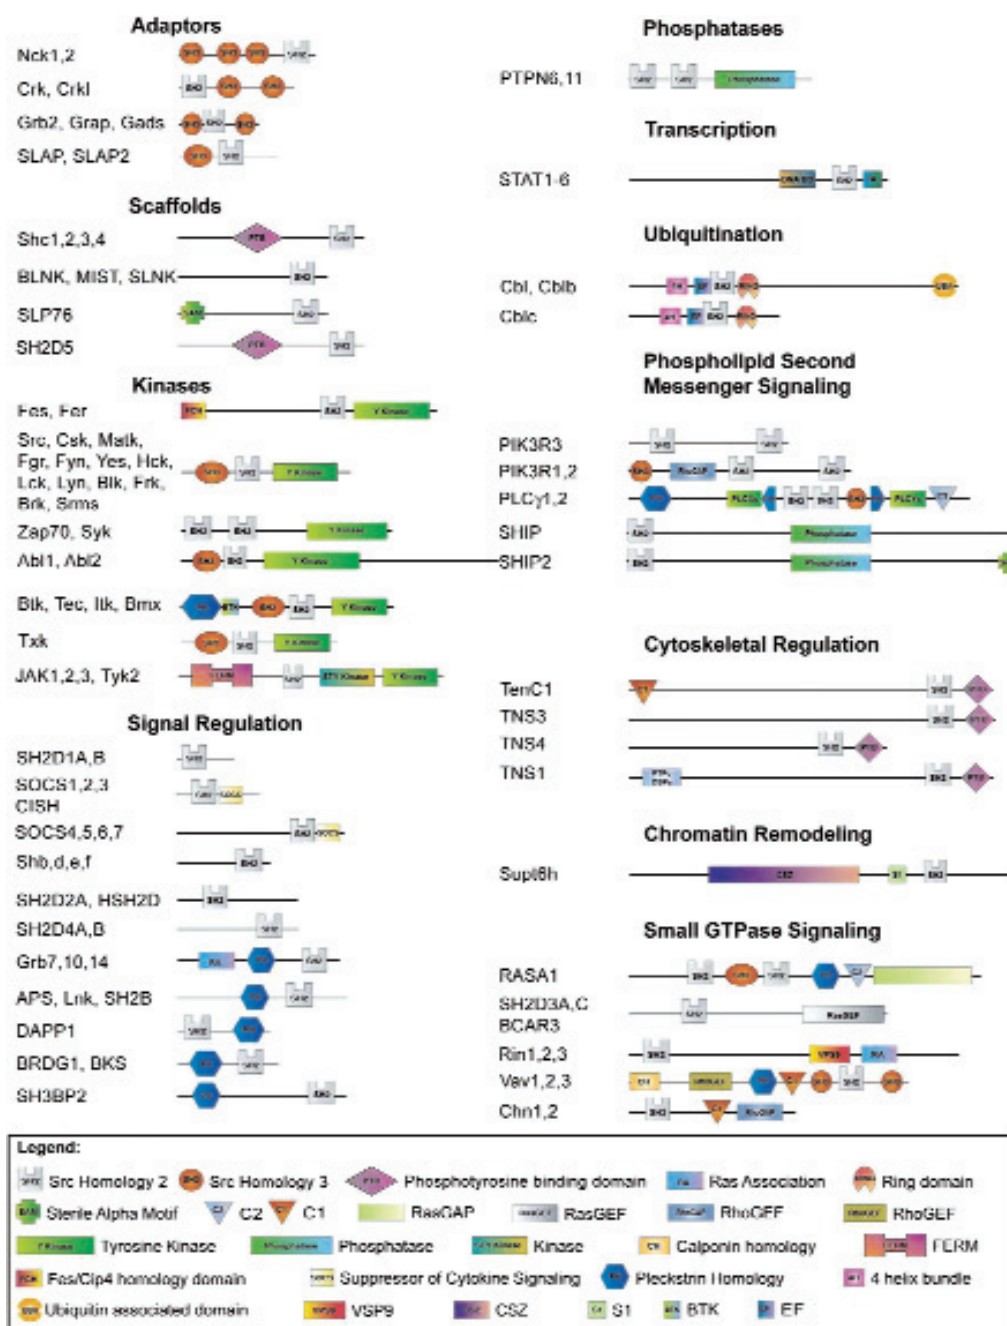 Adaptors
Nck1,2
Crk, Crkl
Grb2, Grap, Gads
SLAP, SLAP2
Scaffolds
Shc1,2,3,4
BLNK, MIST, SLNK
SLP76
SH2D5
Kinases
Fes, Fer
Src, Csk, Matk,
Fgr, Fyn, Yes, Hck,
Lck, Lyn, Blk, Frk,
Brk, Srms
Zap70, Syk
Abl1, Abl2
Btk, Tec, Itk, Bmx
Txk
JAK1,2,3, Tyk2
Signal Regulation
SH2D1A,B
SOCS1,2,3
CISH
SOCS4,5,6,7
Shb,d,e,f
SH2D2A, HSH2D
SH2D4A,B
Grb7,10,14
APS, Lnk, SH2B
DAPP1
BRDG1, BKS
SH3BP2
Phosphatases
PTPN6,11
Transcription
STAT1-6
Ubiquitination
Cbl, Cblb
Cblc
Phospholipid Second
Messenger Signaling
PIK3R3
PIK3R1,2
PLCγ1,2
SHIP
Phosphatase
SHIP2
Phosphatase
Cytoskeletal Regulation
TenC1
TNS3
TNS4
TNS1
Chromatin Remodeling
Supt6h
Small GTPase Signaling
RASA1
SH2D3A,C
BCAR3
RasGEF
Rin1,2,3
Vav1,2,3
Chn1,2
Legend:
Src Homology 2 Src Homology 3 Phosphotyrosine binding domain Ras Association Ring domain
Sterile Alpha Motif C2 C1 RasGAP RasGEF RhoGEF RhoGEF
Y Kinase Tyrosine Kinase Phosphatase Phosphatase Kinase Calponin homology FERM
Fes/Cip4 homology domain Suppressor of Cytokine Signaling Pleckstrin Homology 4 helix bundle
Ubiquitin associated domain VSP9 CSZ S1 BTK EF